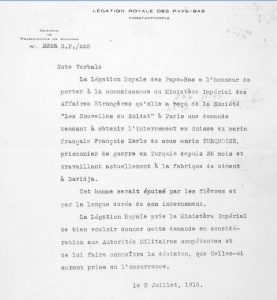 LÉGATION ROYALE DES PAYS-BAS
CONSTANTINOPLE
SERVICE
DE
PROTECTION DE GUERRE
Note Verbale
La Légation Royale des Pays-Bas a l'honneur de
porter à la connaissance du Ministère Impérial des
Affaires Etrangères qu'elle a reçu de la Société
"Les Nouvelles du Soldat" à Paris une demande
tendant à obtenir l'internement en Suisse du marin
français François Keric du sous marin TURQUOISE,
prisonnier de guerre en Turquie depuis 32 mois et
travaillant actuellement à la fabrique de ciment
à Daridja.
Cet homme serait épuisé par les fièvres et
par la longue durée de son internement.
La Légation Royale prie le Ministère Impérial
de bien vouloir donner cette demande en considé-
ration aux Autorités Militaires compétentes et
de lui faire connaître la décision, que Celles-ci
auront prise en l'occurrence.
le 3 Juillet, 1918.